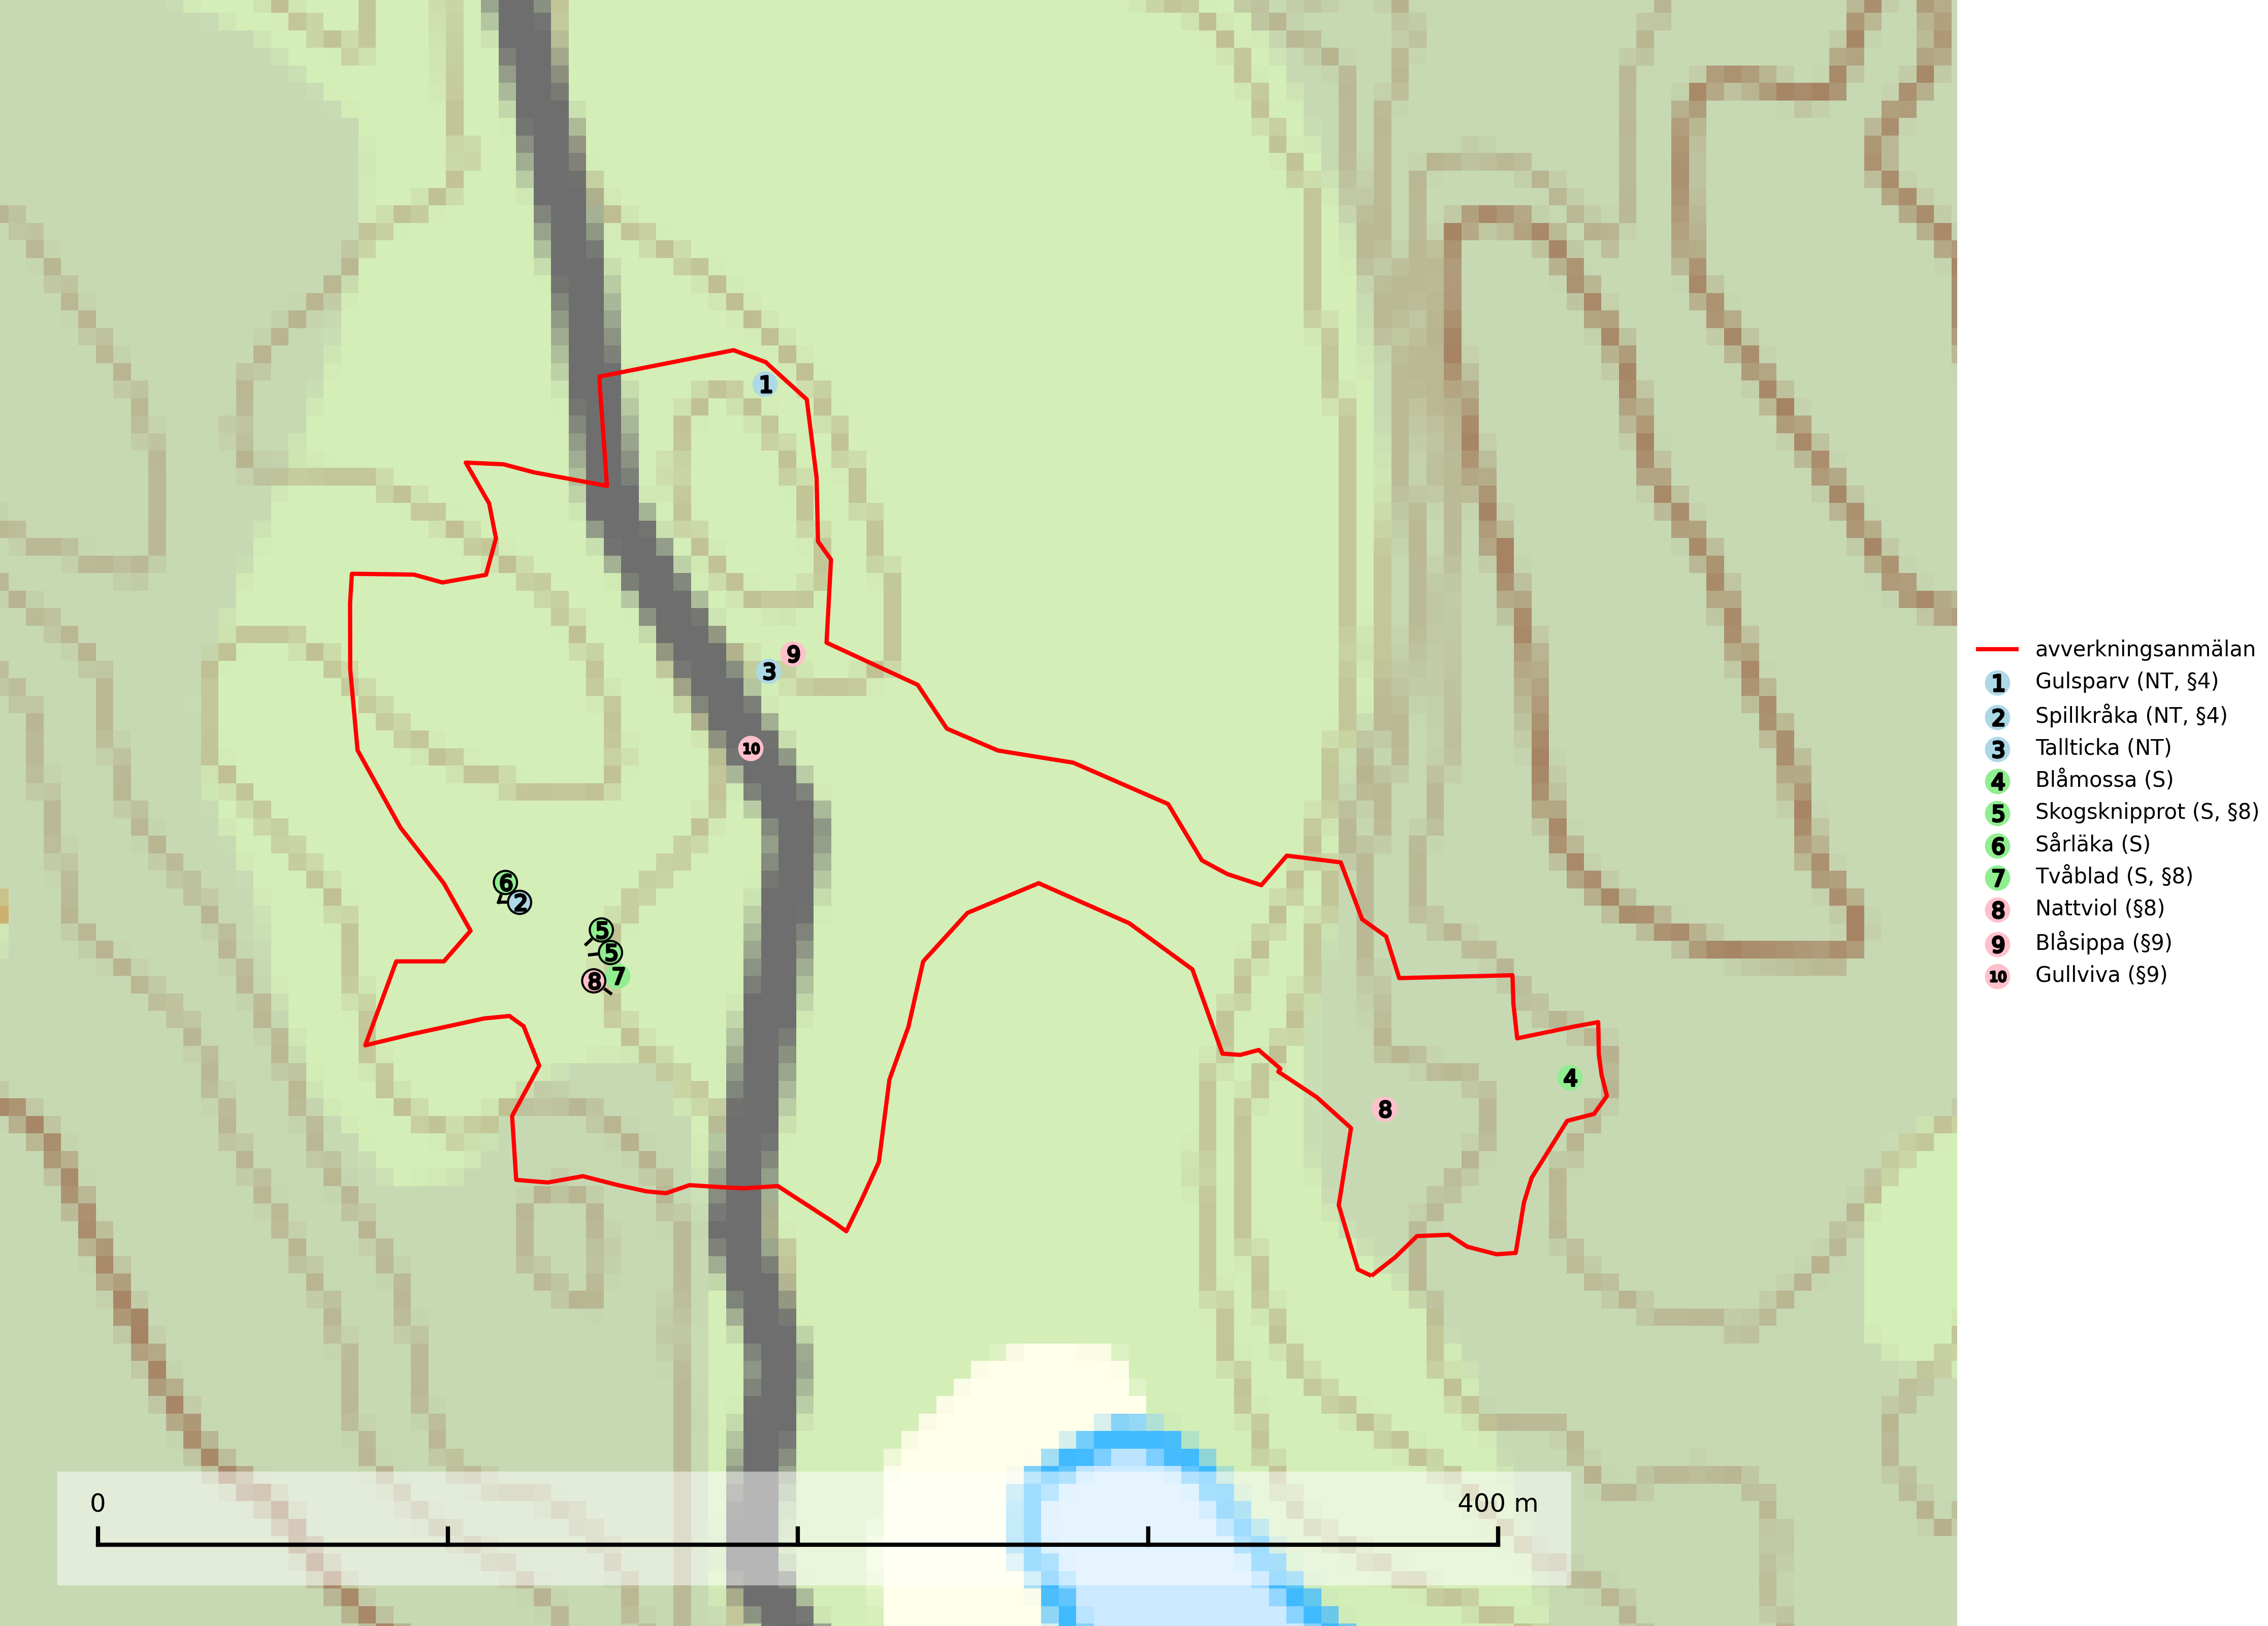 1
9
3
10
6
2
5
5
7
8
4
8
0
400 m
avverkningsanmälan
1 Gulsparv (NT, §4)
2 Spillkråka (NT, §4)
3 Tallticka (NT)
4 Blåmossa (S)
5 Skogsknipprot (S, §8)
6 Sårläka (S)
7 Tvåblad (S, §8)
8 Nattviol (§8)
9 Blåsippa (§9)
10 Gullviva (§9)